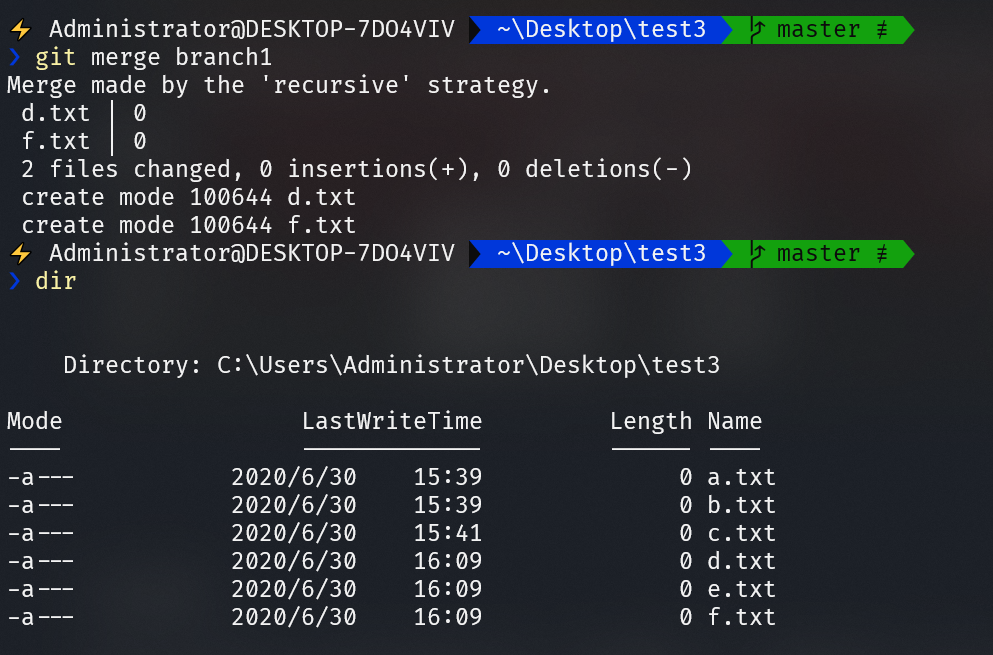 ⚡ Administrator@DESKTOP-7DO4VIV ~\Desktop\test3 master ≢
❯ git merge branch1
Merge made by the 'recursive' strategy.
d.txt | 0
f.txt | 0
2 files changed, 0 insertions(+), 0 deletions(-)
create mode 100644 d.txt
create mode 100644 f.txt
⚡ Administrator@DESKTOP-7DO4VIV ~\Desktop\test3 master ≢
❯ dir
Directory: C:\Users\Administrator\Desktop\test3
Mode LastWriteTime Length Name
---- ------------- ------ ----
-a--- 2020/6/30 15:39 0 a.txt
-a--- 2020/6/30 15:39 0 b.txt
-a--- 2020/6/30 15:41 0 c.txt
-a--- 2020/6/30 16:09 0 d.txt
-a--- 2020/6/30 16:09 0 e.txt
-a--- 2020/6/30 16:09 0 f.txt